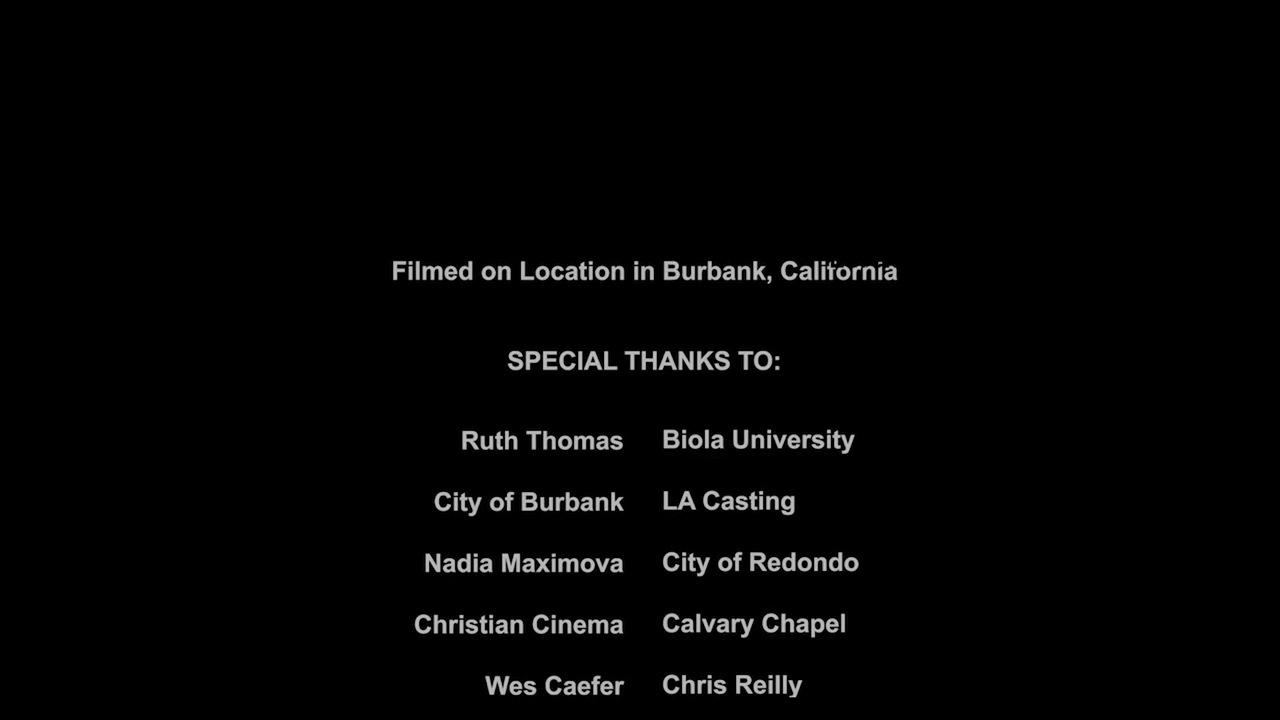 Filmed on Location in Burbank, California
SPECIAL THANKS TO:
Ruth Thomas Biola University
City of Burbank LA Casting
Nadia Maximova City of Redondo
Christian Cinema Calvary Chapel
Wes Caefer Chris Reilly